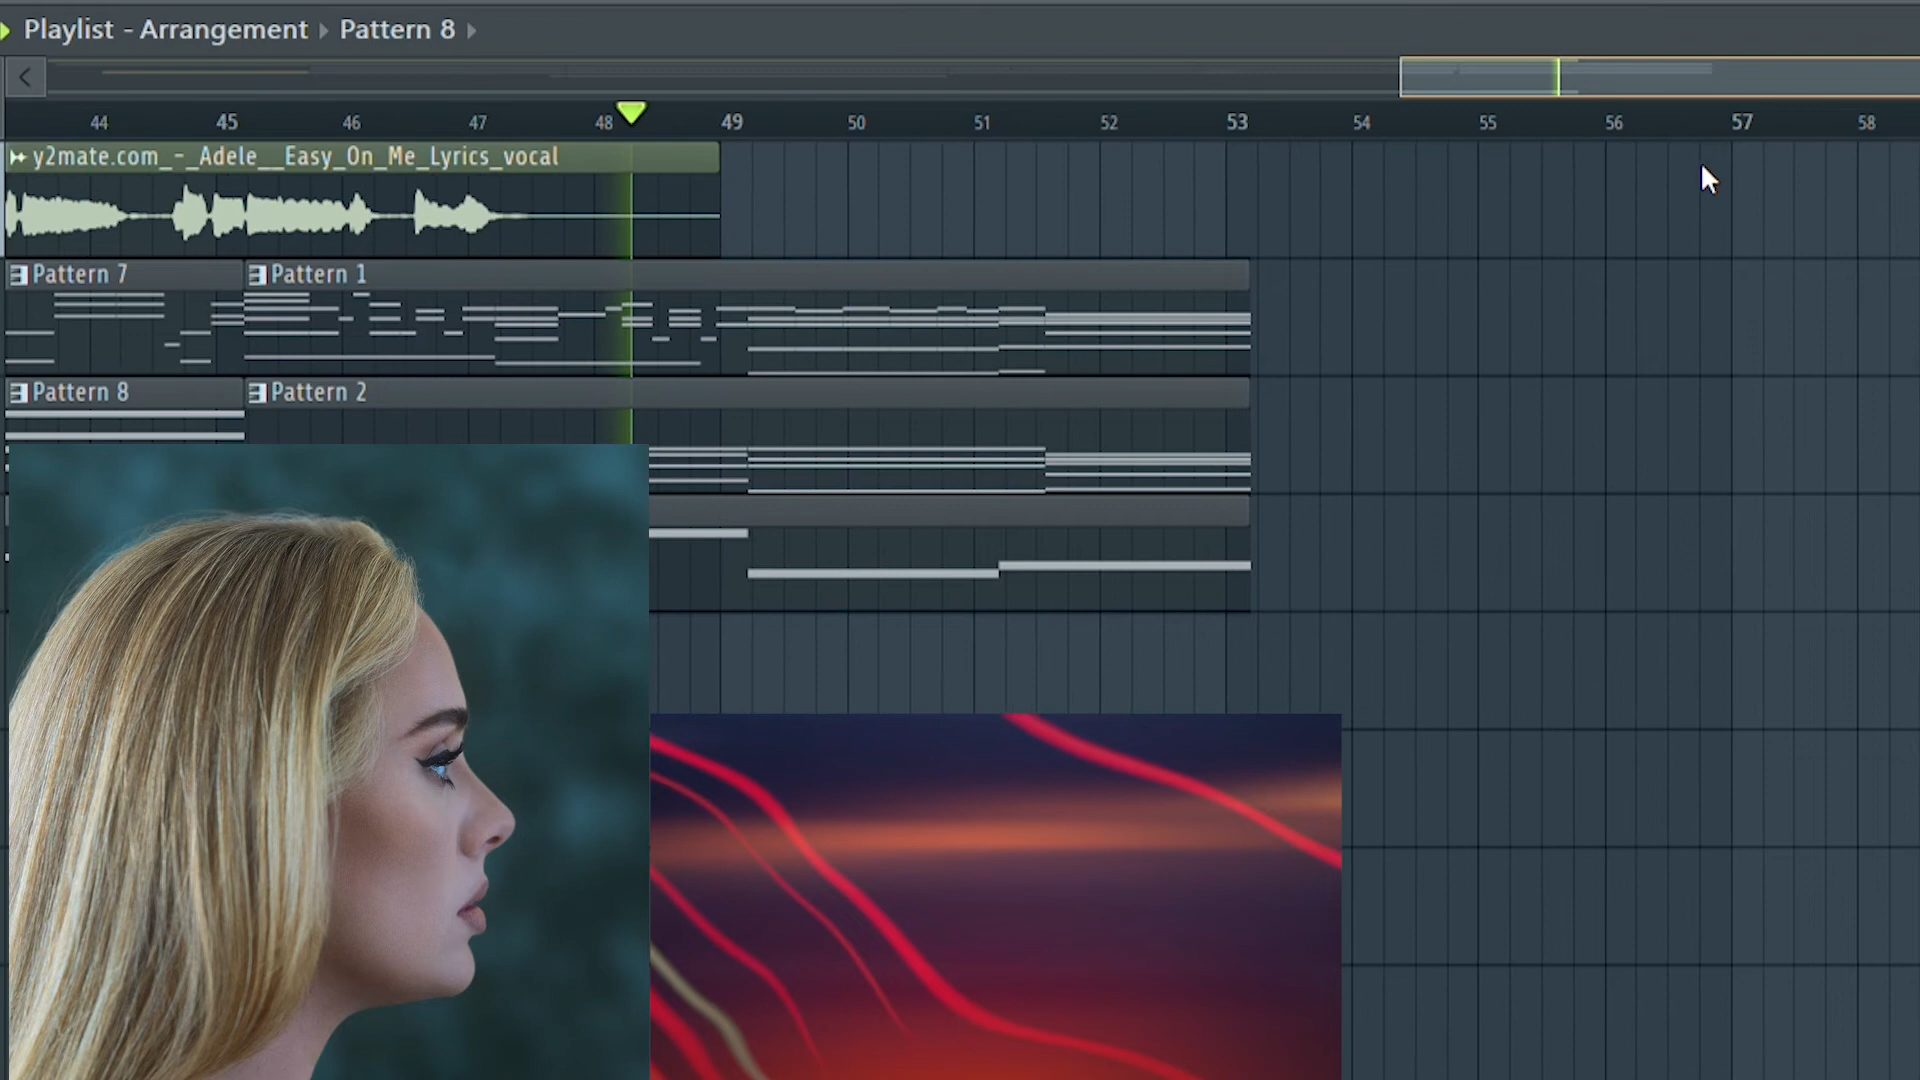 Playlist - Arrangement Pattern 8
44 45 46 47 48 49 50 51 52 53 54 55 56 57 58
y2mate.com_-_Adele__Easy_On_Me_Lyrics_vocal
Pattern 7 Pattern 1
Pattern 8 Pattern 2